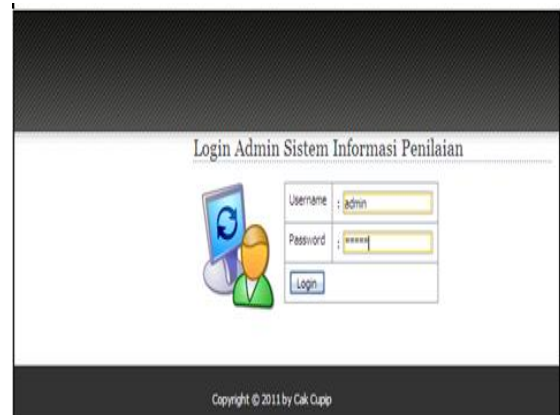 Login Admin Sistem Informasi Penilaian
Username : admin
Password : *****
Login
Copyright © 2011 by Cak Cupip